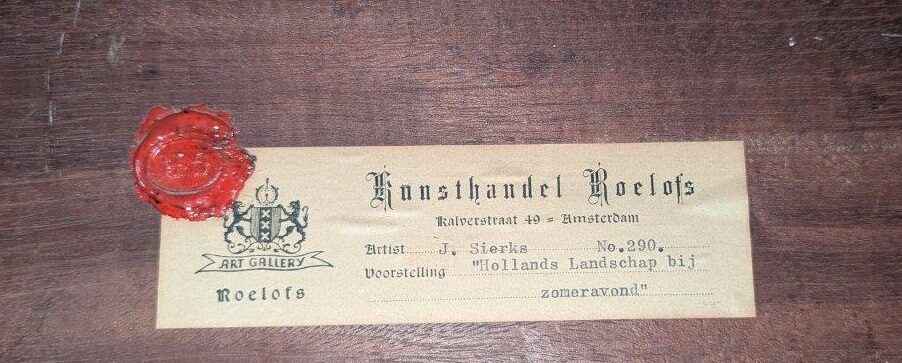 Kunsthandel Roelofs
Kalverstraat 49 = Amsterdam
Artist J. Sierks No. 290.
Voorstelling "Hollands Landschap bij
zomeravond"
ART GALLERY
Roelofs